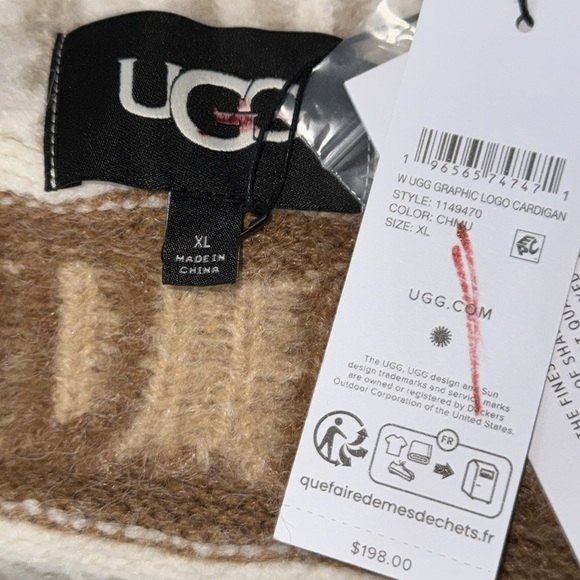 UGG
XL
MADE IN
CHINA
1 96565 74747 1
W UGG GRAPHIC LOGO CARDIGAN
STYLE: 1149470
COLOR: CHMU
SIZE: XL
UGG.COM
The UGG, UGG design and Sun
design trademarks and service marks
are owned or registered by Deckers
Outdoor Corporation of the United States.
FR
quefairedemesdechets.fr
$198.00
THE FINES